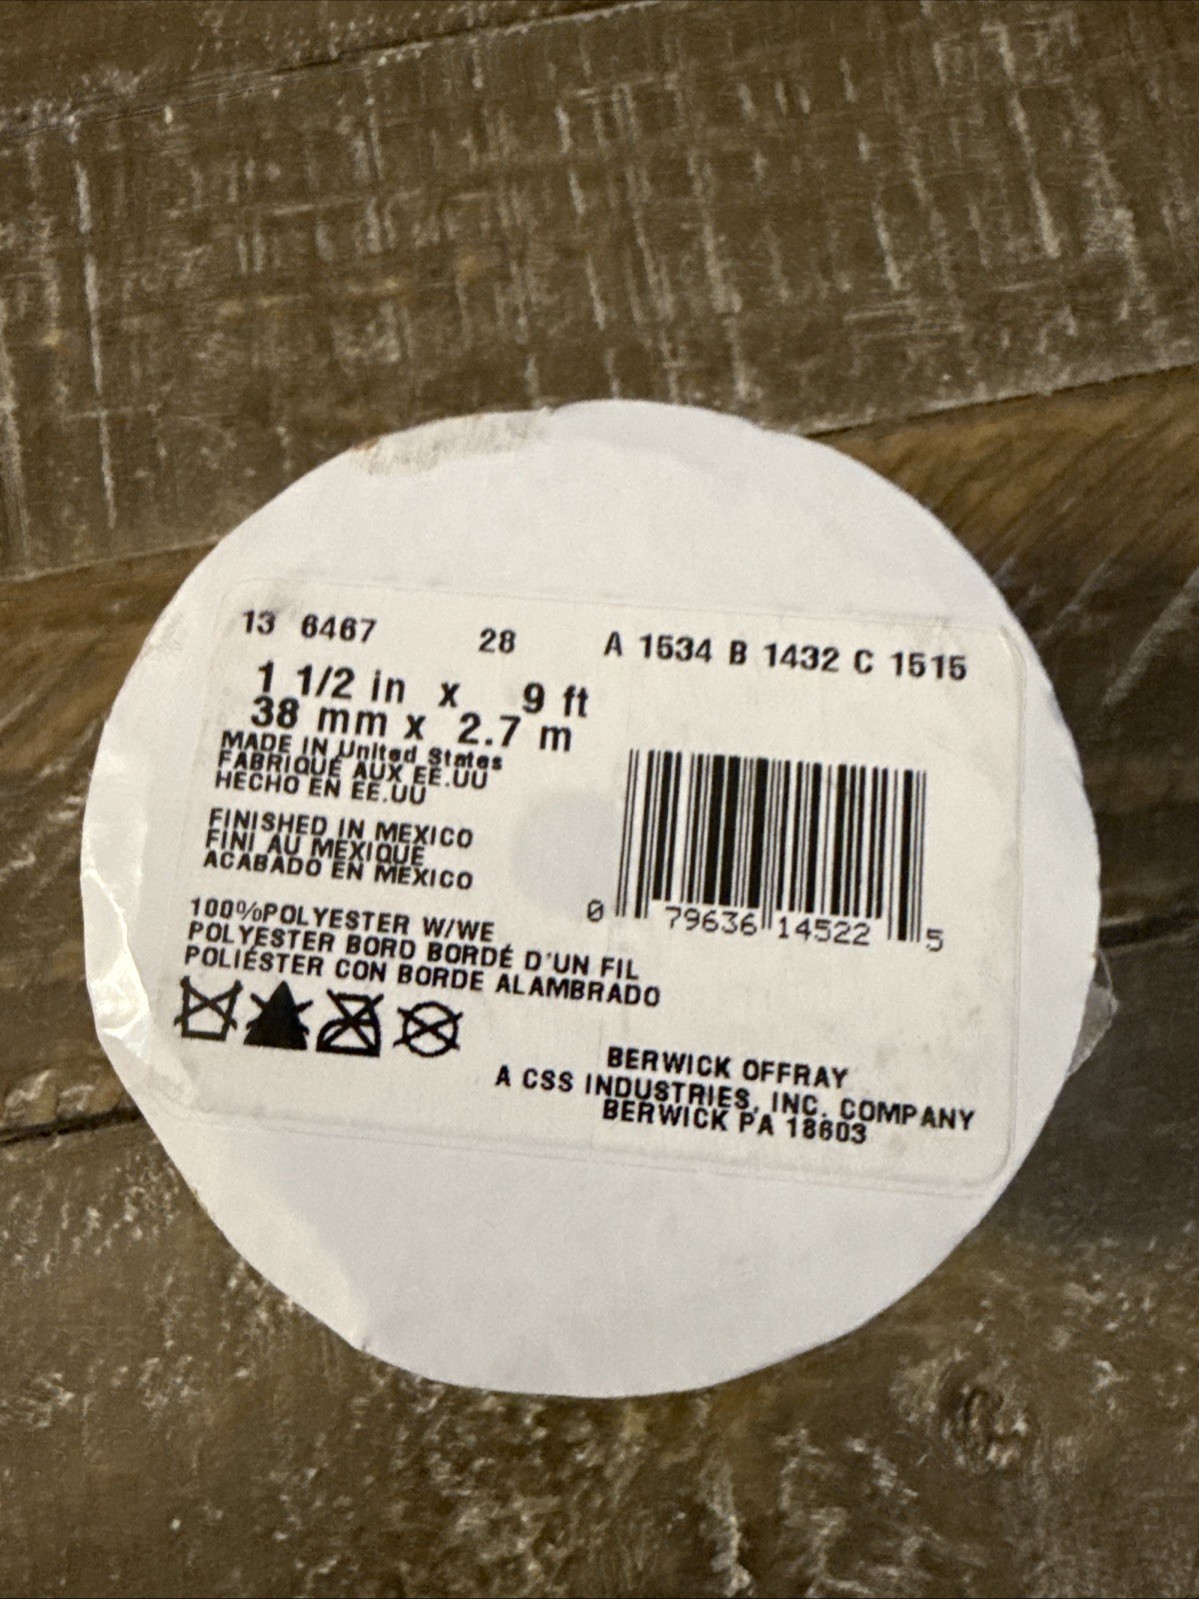 13 6467 28 A 1534 B 1432 C 1515
1 1/2 in x 9 ft
38 mm x 2.7 m
MADE IN United States
FABRIQUÉ AUX EE.UU
HECHO EN EE.UU
FINISHED IN MEXICO
FINI AU MEXIQUE
ACABADO EN MEXICO
100%POLYESTER W/WE
POLYESTER BORD BORDÉ D'UN FIL
POLIÉSTER CON BORDE ALAMBRADO
0 79636 14522 5
BERWICK OFFRAY
A CSS INDUSTRIES, INC. COMPANY
BERWICK PA 18603